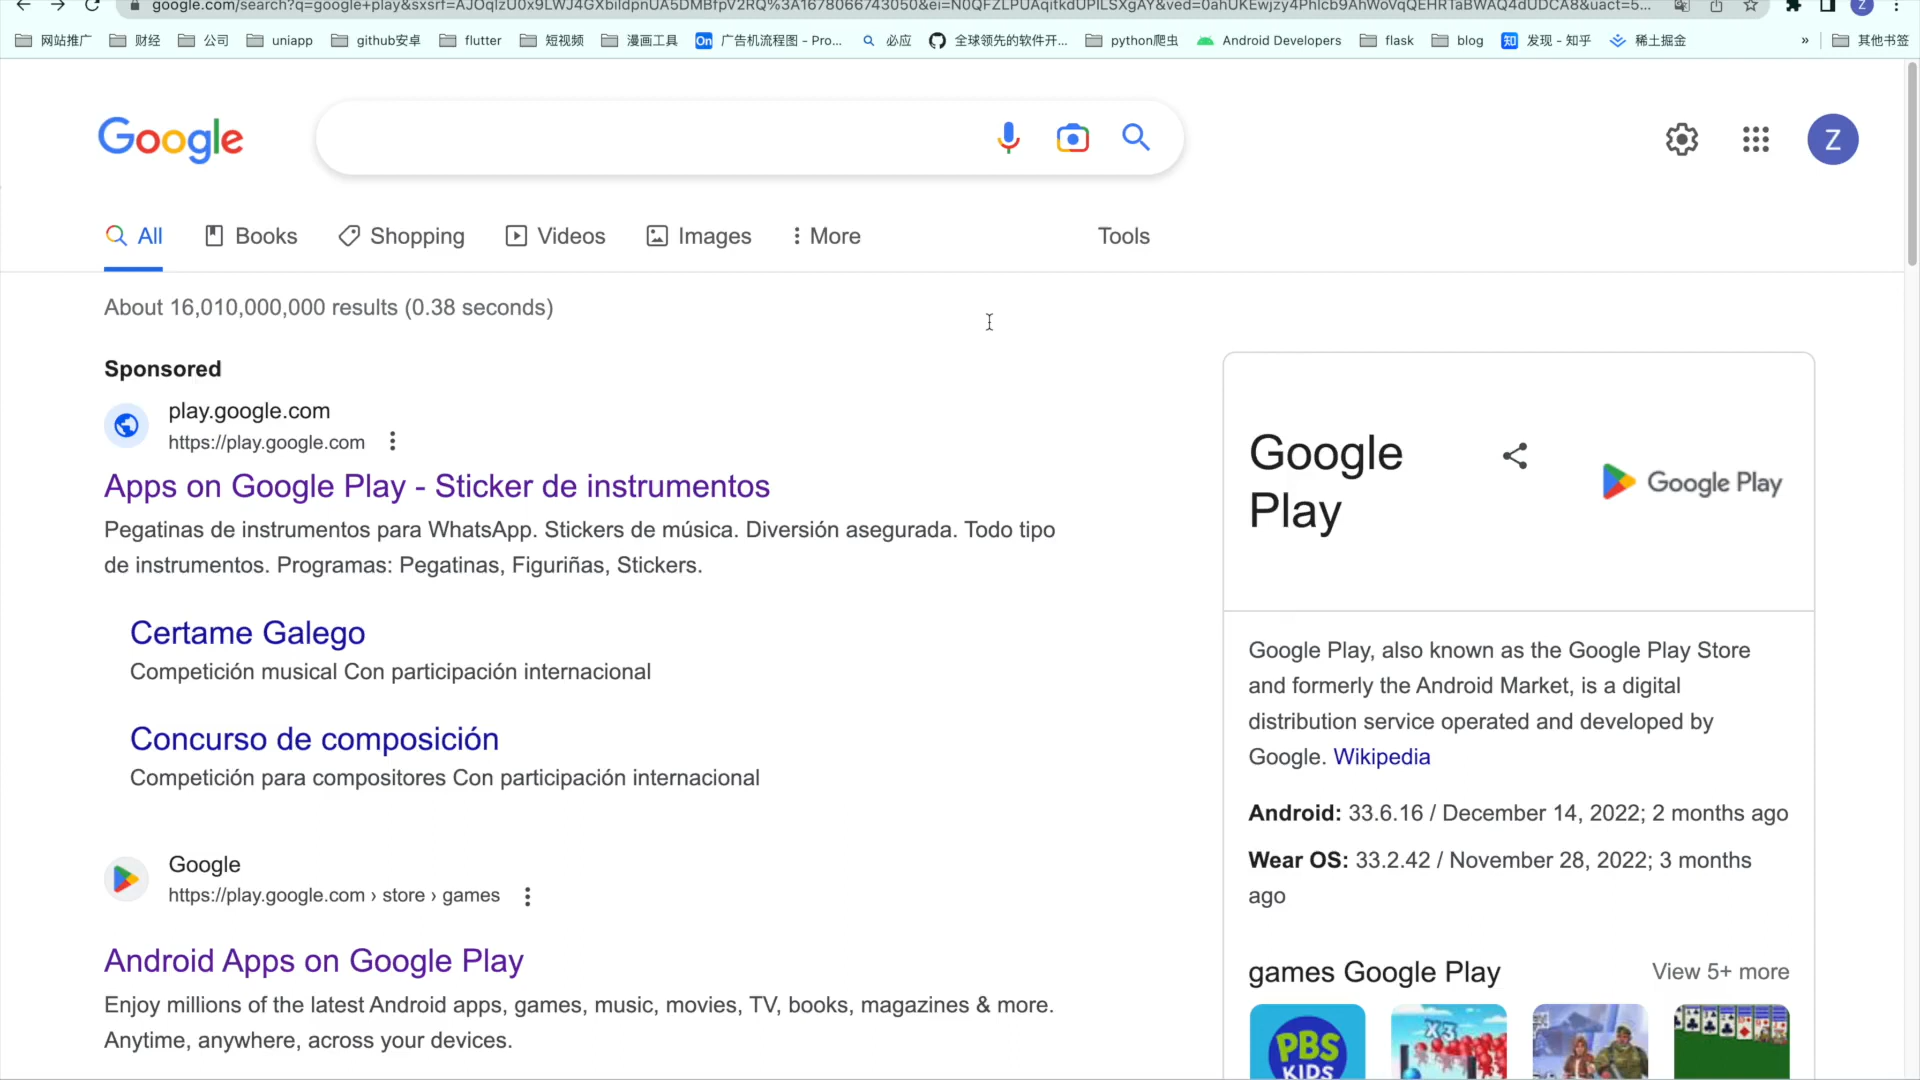 google.com/search?q=google+play&sxsrf=AJOqlzU0x9LWJ4GXbildpnUA5DMBfpV2RQ%3A1678066743050&ei=N0QFZLPUAqitkdUPlLSXgAY&ved=0ahUKEwjzy4Phlcb9AhWoVqQEHRTaBWAQ4dUDCA8&uact=5... Z
网站推广 财经 公司 uniapp github安卓 flutter 短视频 漫画工具 On 广告机流程图 – Pro... 必应 全球领先的软件开... python爬虫 Android Developers flask blog 知 发现 - 知乎 稀土掘金 » 其他书签
Google Z
All Books Shopping Videos Images More Tools
About 16,010,000,000 results (0.38 seconds)
Sponsored
play.google.com
https://play.google.com
Apps on Google Play - Sticker de instrumentos
Pegatinas de instrumentos para WhatsApp. Stickers de música. Diversión asegurada. Todo tipo
de instrumentos. Programas: Pegatinas, Figuriñas, Stickers.
Certame Galego
Competición musical Con participación internacional
Concurso de composición
Competición para compositores Con participación internacional
Google
https://play.google.com › store › games
Android Apps on Google Play
Enjoy millions of the latest Android apps, games, music, movies, TV, books, magazines & more.
Anytime, anywhere, across your devices.
Google
Play
Google Play
Google Play, also known as the Google Play Store
and formerly the Android Market, is a digital
distribution service operated and developed by
Google. Wikipedia
Android: 33.6.16 / December 14, 2022; 2 months ago
Wear OS: 33.2.42 / November 28, 2022; 3 months
ago
games Google Play View 5+ more
PBS
KIDS
X3